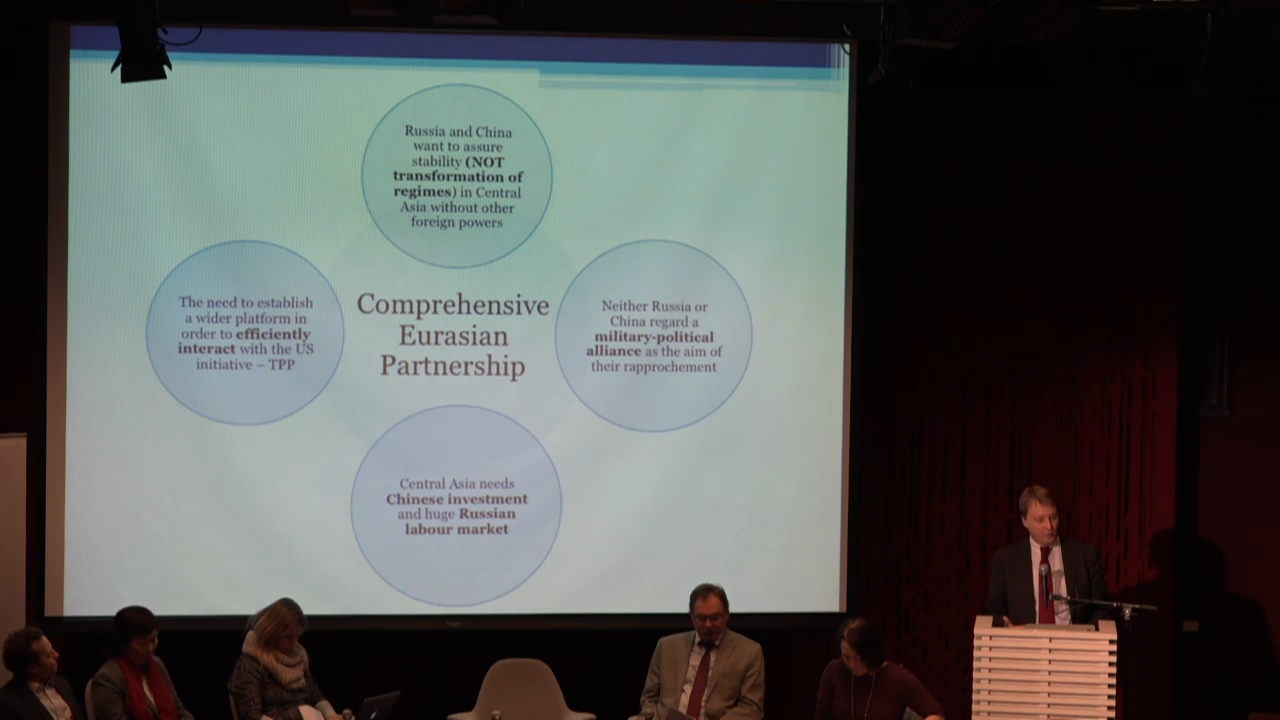 Russia and China
want to assure
stability (NOT
transformation of
regimes) in Central
Asia without other
foreign powers
The need to establish
a wider platform in
order to efficiently
interact with the US
initiative – TPP
Comprehensive
Eurasian
Partnership
Neither Russia or
China regard a
military-political
alliance as the aim of
their rapprochement
Central Asia needs
Chinese investment
and huge Russian
labour market